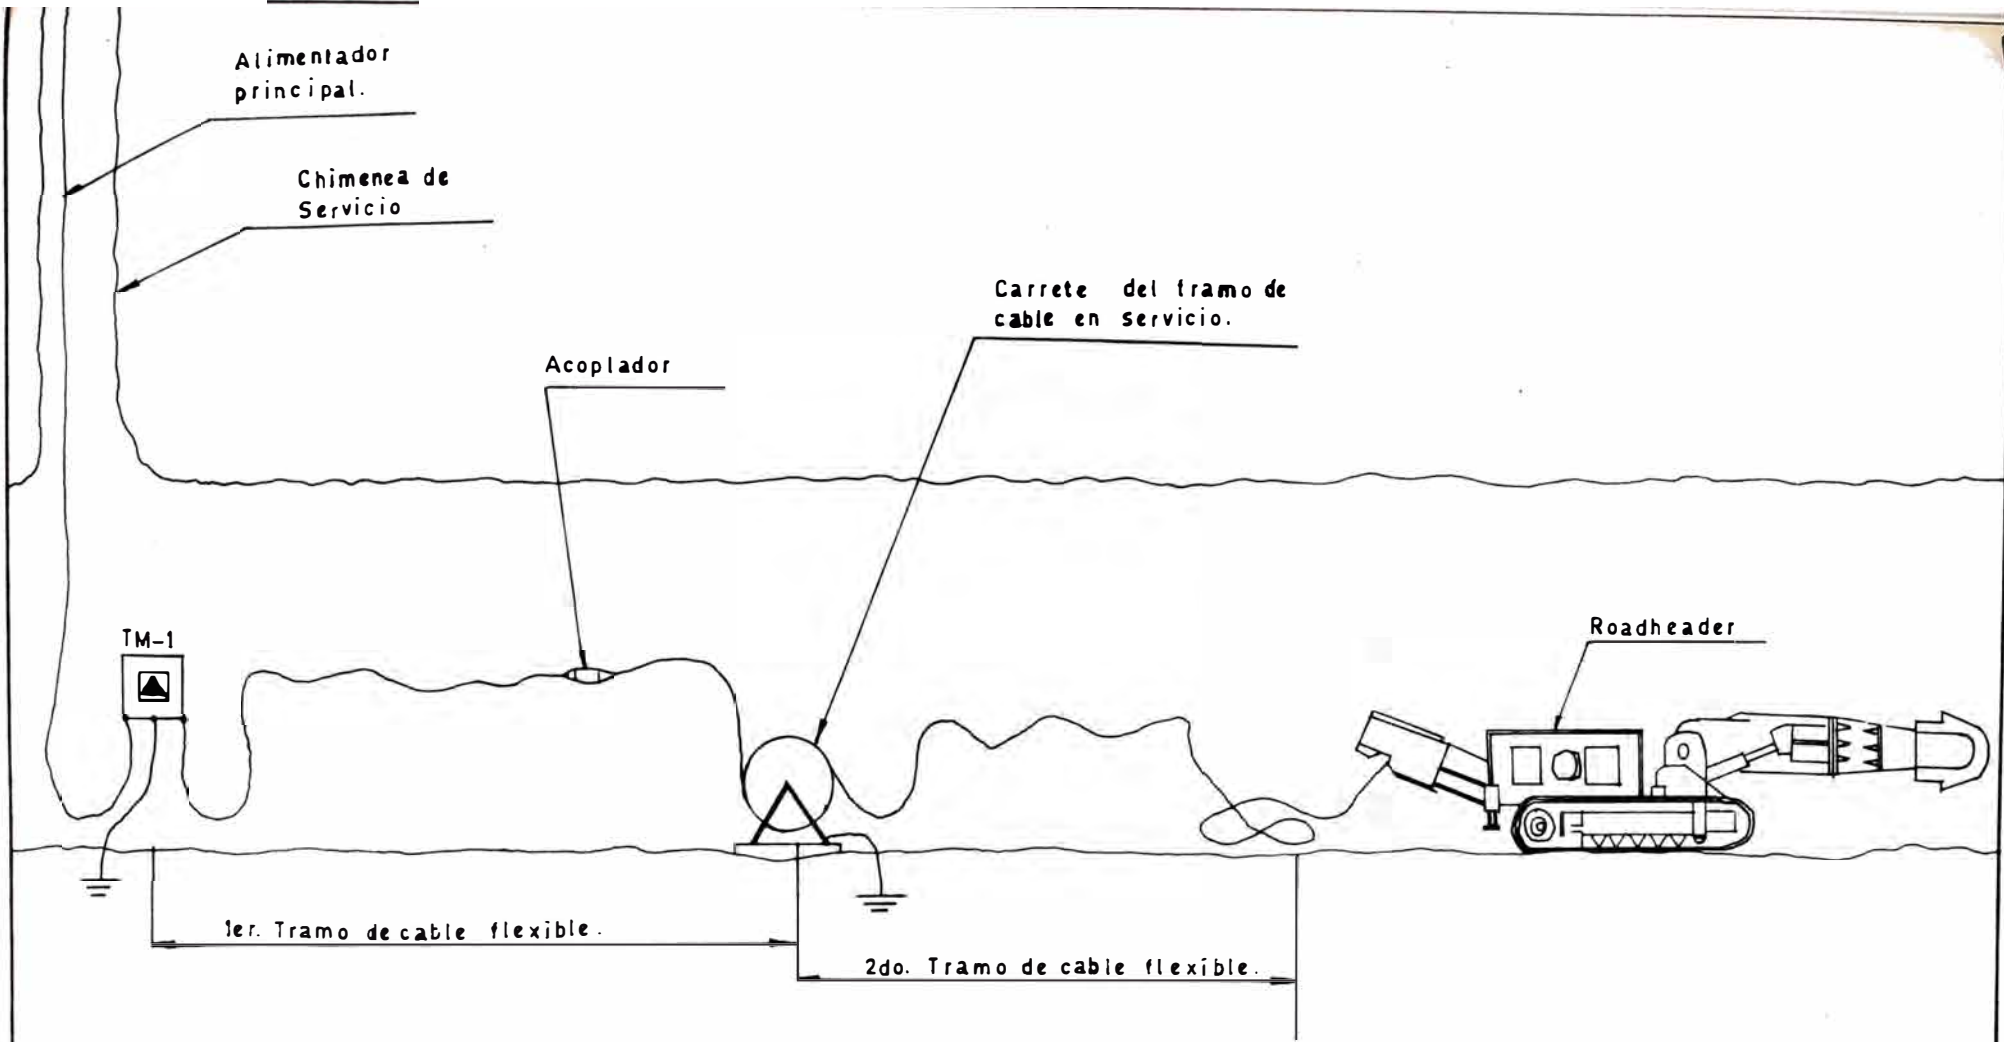 Alimentador
principal.
Chimenea de
Servicio
Carrete del tramo de
cable en servicio.
Acoplador
TM-1
Roadheader
1er. Tramo de cable flexible.
2do. Tramo de cable flexible.